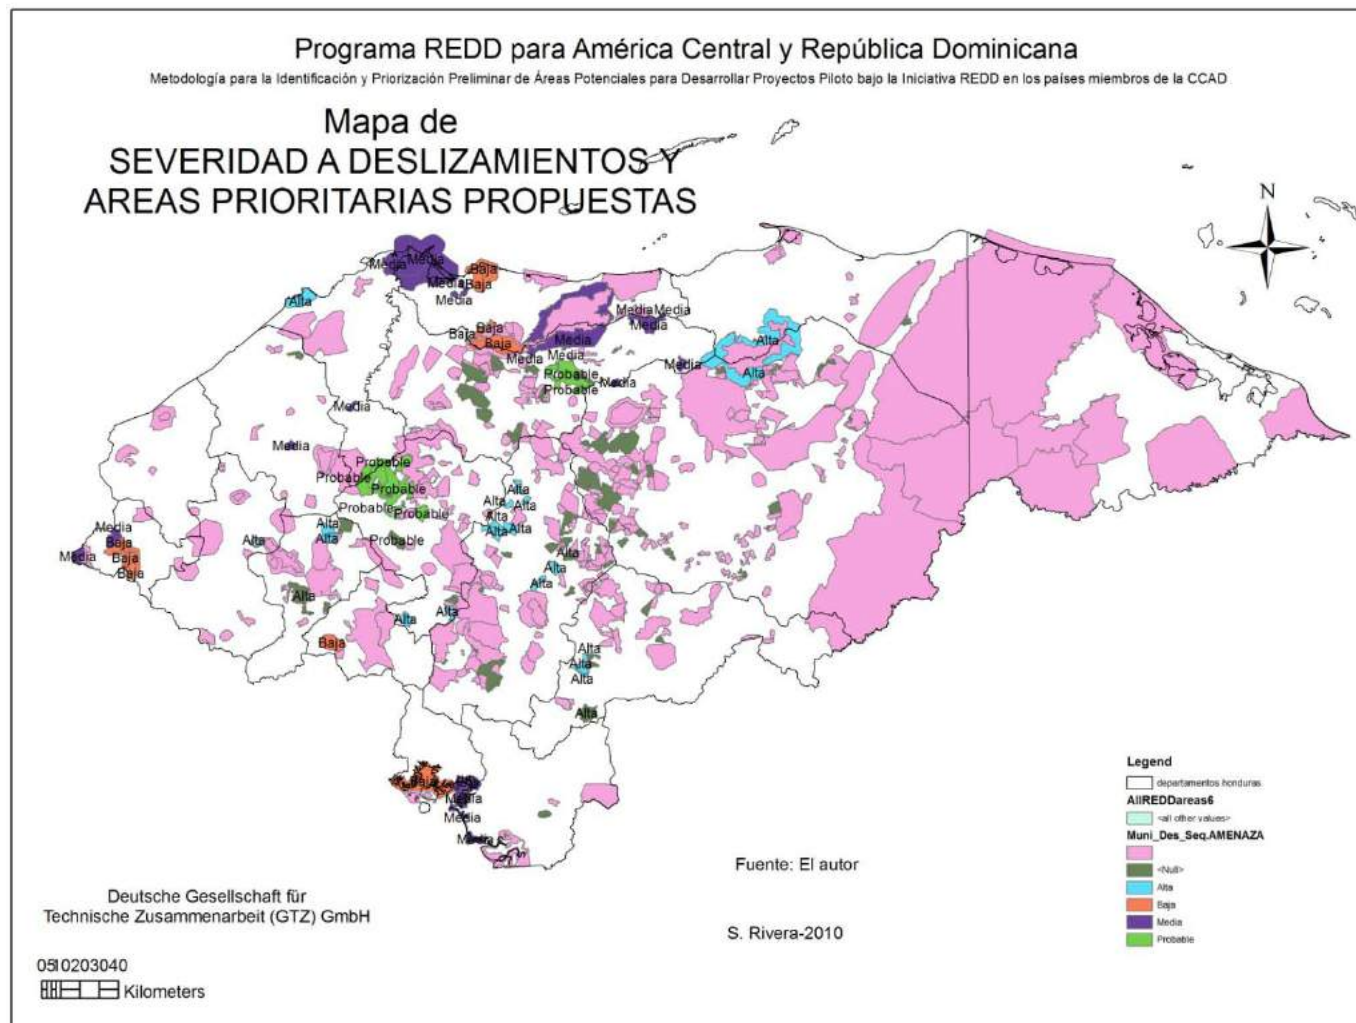 Programa REDD para América Central y República Dominicana
Metodología para la Identificación y Priorización Preliminar de Áreas Potenciales para Desarrollar Proyectos Piloto bajo la Iniciativa REDD en los países miembros de la CCAD
Mapa de
SEVERIDAD A DESLIZAMIENTOS Y
AREAS PRIORITARIAS PROPUESTAS
N
Media
Media
Baja
Media
Baja
Media
Alta
Media Media
Media
Baja
Baja
Baja
Media
Media
Media
Alta
Alta
Media
Probable
Probable
Media
Media
Media
Probable
Probable
Probable
Probable
Probable
Probable
Alta
Alta
Alta
Alta
Alta
Alta
Alta
Alta
Alta
Media
Baja
Media
Baja
Baja
Alta
Alta
Alta
Alta
Alta
Alta
Baja
Alta
Alta
Alta
Alta
Baja
Media
Media
Media
Legend
departamentos honduras
AllREDDareas6
<all other values>
Muni_Des_Seq.AMENAZA
<Null>
Alta
Baja
Media
Probable
Fuente: El autor
Deutsche Gesellschaft für
Technische Zusammenarbeit (GTZ) GmbH
S. Rivera-2010
0510203040
Kilometers